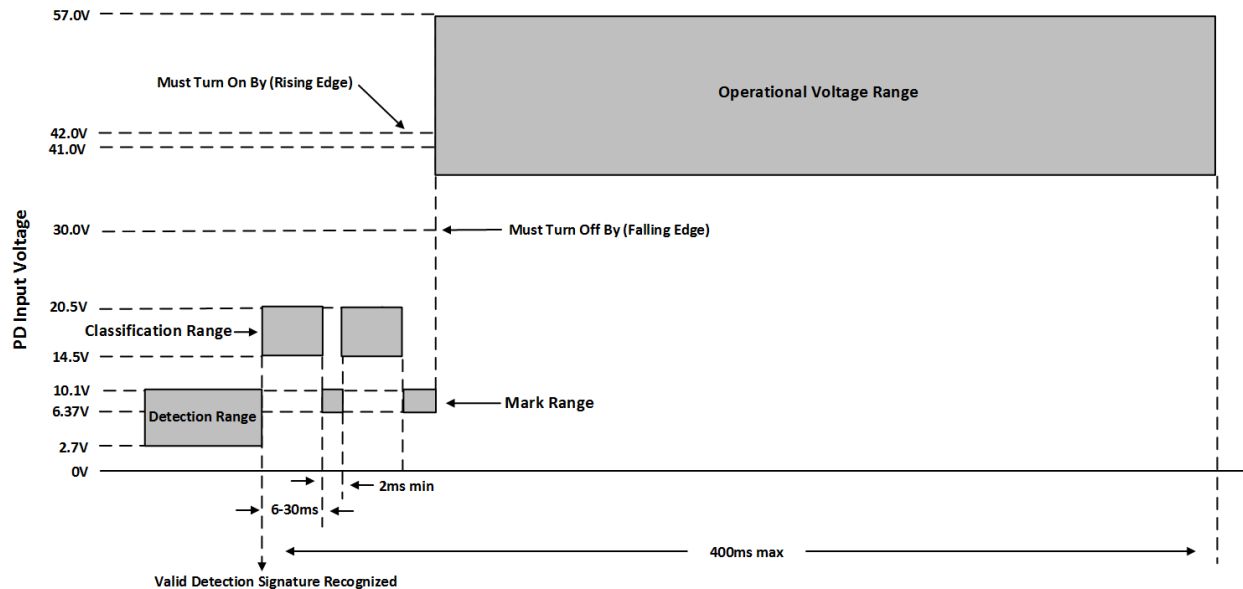 57.0V
Must Turn On By (Rising Edge)
Operational Voltage Range
42.0V
41.0V
PD Input Voltage
30.0V
Must Turn Off By (Falling Edge)
20.5V
Classification Range
14.5V
10.1V
Mark Range
6.37V
Detection Range
2.7V
0V
2ms min
6-30ms
400ms max
Valid Detection Signature Recognized